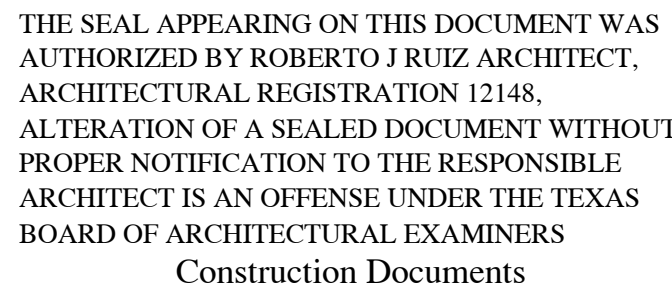 THE SEAL APPEARING ON THIS DOCUMENT WAS
AUTHORIZED BY ROBERTO J RUIZ ARCHITECT,
ARCHITECTURAL REGISTRATION 12148,
ALTERATION OF A SEALED DOCUMENT WITHOUT
PROPER NOTIFICATION TO THE RESPONSIBLE
ARCHITECT IS AN OFFENSE UNDER THE TEXAS
BOARD OF ARCHITECTURAL EXAMINERS
Construction Documents